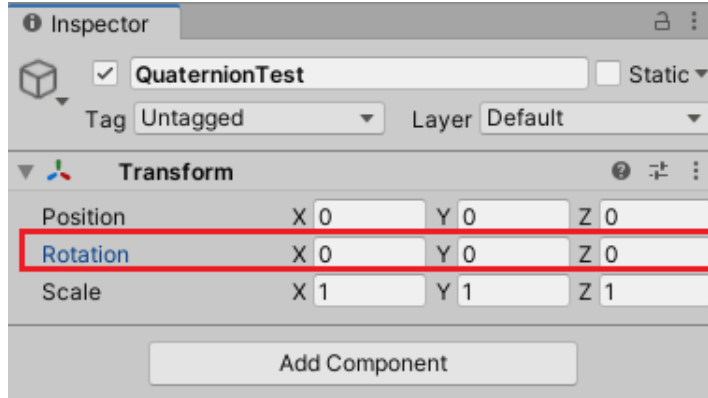 Inspector
QuaternionTest Static
Tag Untagged Layer Default
Transform
Position X 0 Y 0 Z 0
Rotation X 0 Y 0 Z 0
Scale X 1 Y 1 Z 1
Add Component